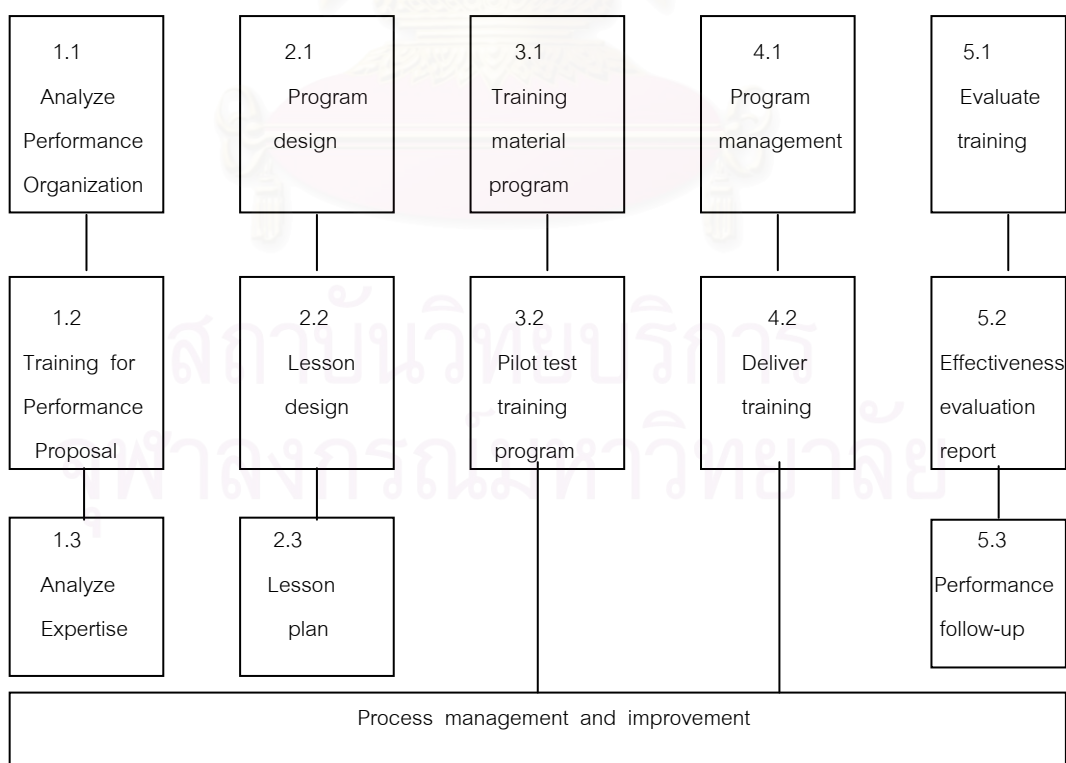 1.1
Analyze
Performance
Organization
1.2
Training for
Performance
Proposal
1.3
Analyze
Expertise
2.1
Program
design
2.2
Lesson
design
2.3
Lesson
plan
3.1
Training
material
program
3.2
Pilot test
training
program
4.1
Program
management
4.2
Deliver
training
5.1
Evaluate
training
5.2
Effectiveness
evaluation
report
5.3
Performance
follow-up
Process management and improvement
สถาบันวิทยบริการ
จุฬาลงกรณ์มหาวิทยาลัย